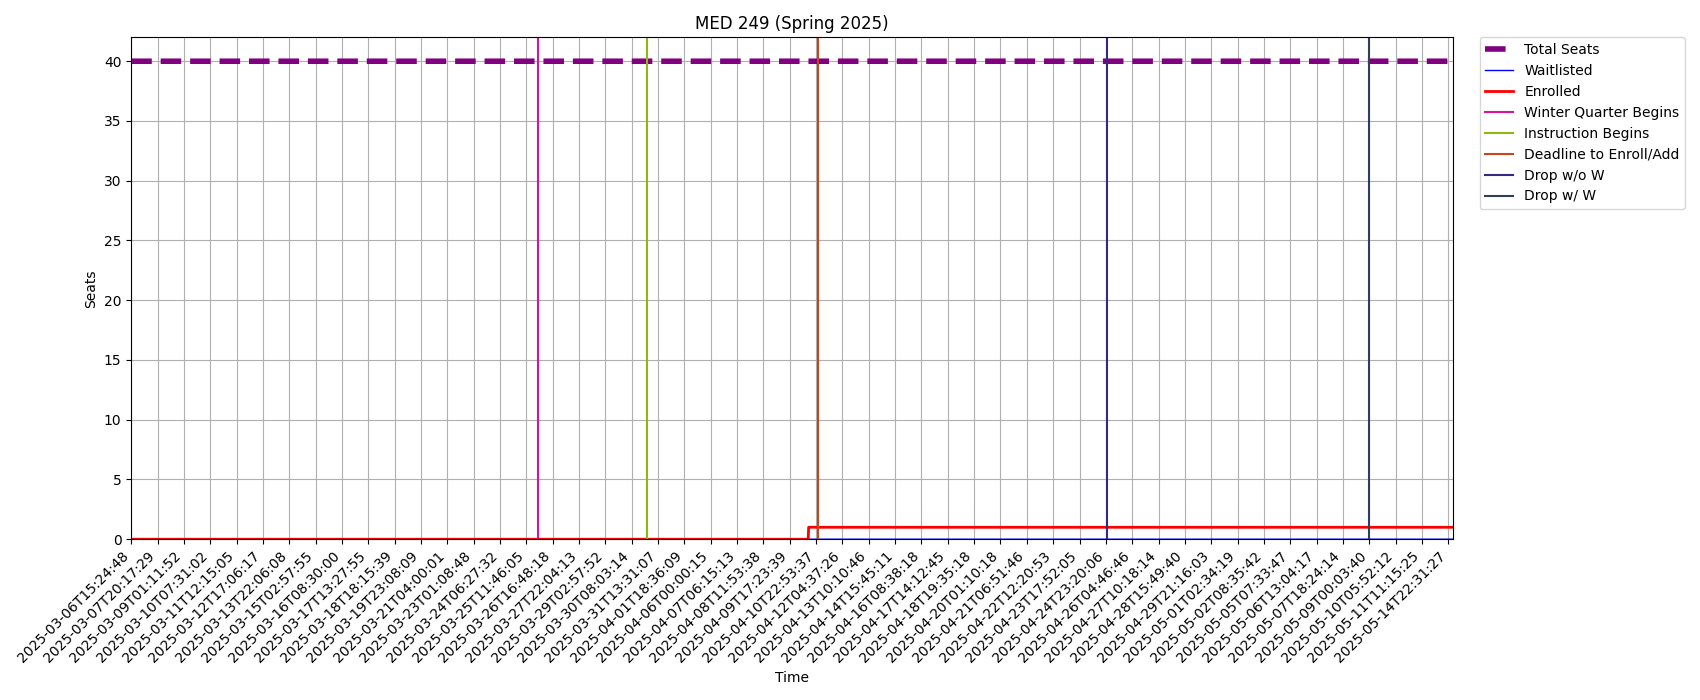 MED 249 (Spring 2025)
Total Seats
Waitlisted
Enrolled
Winter Quarter Begins
Instruction Begins
Deadline to Enroll/Add
Drop w/o W
Drop w/ W
Seats
40
35
30
25
20
15
10
5
0
2025-03-06T15:24:48
2025-03-07T20:17:29
2025-03-09T01:11:52
2025-03-10T07:31:02
2025-03-11T12:15:05
2025-03-12T17:06:17
2025-03-13T22:06:08
2025-03-15T02:57:55
2025-03-16T08:30:00
2025-03-17T13:27:55
2025-03-18T18:15:39
2025-03-19T23:08:09
2025-03-21T04:00:01
2025-03-23T01:08:48
2025-03-24T06:27:32
2025-03-25T11:46:05
2025-03-26T16:48:18
2025-03-27T22:04:13
2025-03-29T02:57:52
2025-03-30T08:03:14
2025-03-31T13:31:07
2025-04-01T18:36:09
2025-04-06T00:00:15
2025-04-07T06:15:13
2025-04-08T11:53:38
2025-04-09T17:23:39
2025-04-10T22:53:37
2025-04-12T04:37:26
2025-04-13T10:10:46
2025-04-14T15:45:11
2025-04-16T08:38:18
2025-04-17T14:12:45
2025-04-18T19:35:18
2025-04-20T01:10:18
2025-04-21T06:51:46
2025-04-22T12:20:53
2025-04-23T17:52:05
2025-04-24T23:20:06
2025-04-26T04:46:46
2025-04-27T10:18:14
2025-04-28T15:49:40
2025-04-29T21:16:03
2025-05-01T02:34:19
2025-05-02T08:35:42
2025-05-05T07:33:47
2025-05-06T13:04:17
2025-05-07T18:24:14
2025-05-09T00:03:40
2025-05-10T05:52:12
2025-05-11T11:15:25
2025-05-14T22:31:27
Time